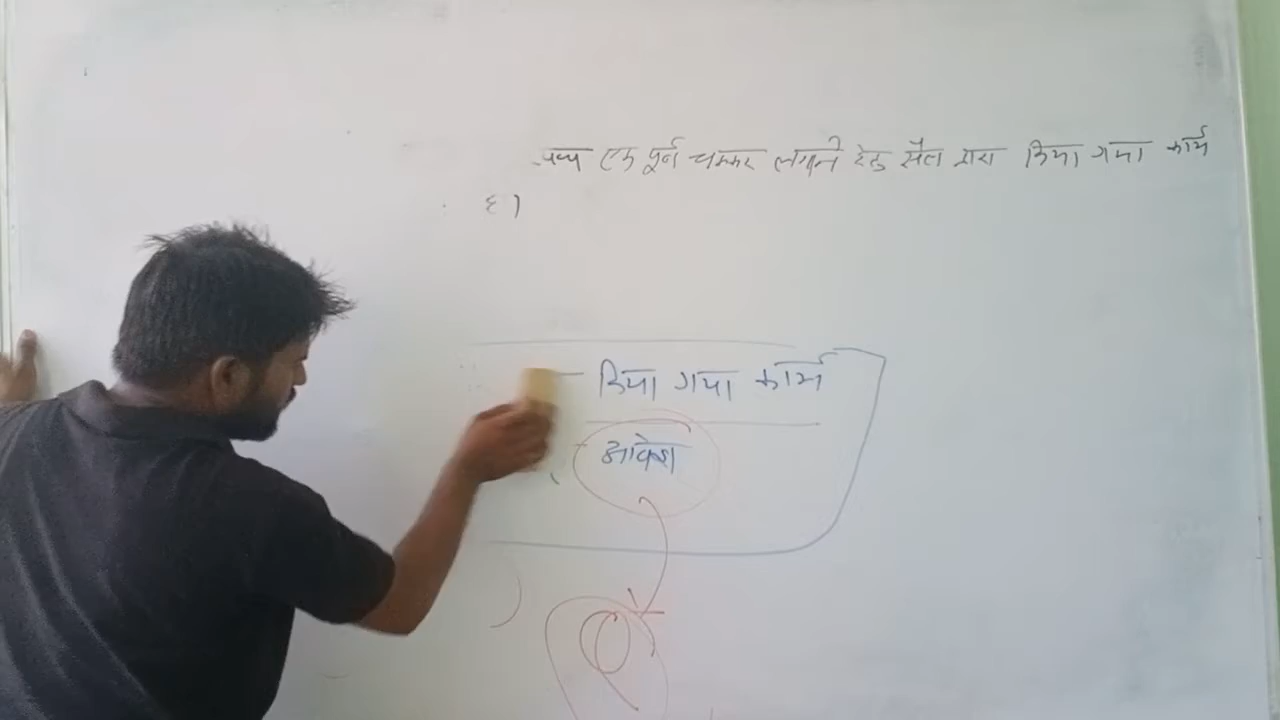 एक पूर्व चक्कर लगाने हेतु सैल द्वारा किया गया कार्य
है।
किया गया कार्य
आवेश